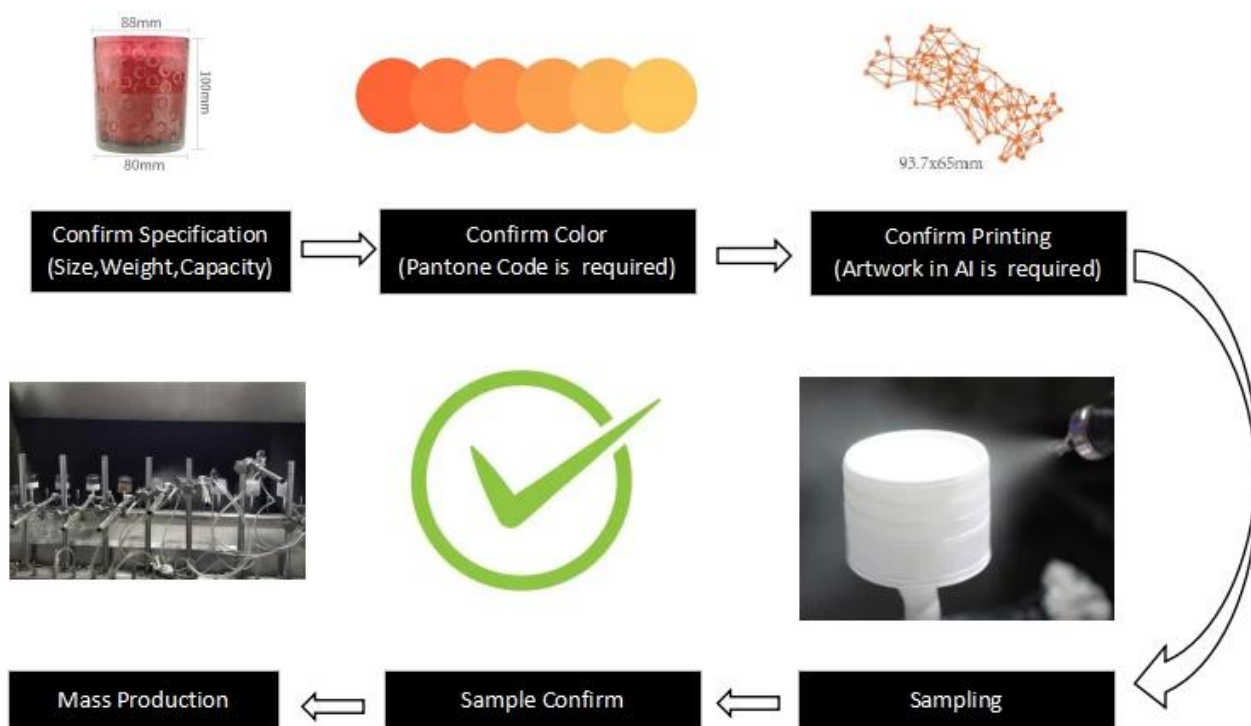 88mm
100mm
80mm
93.7x65mm
Confirm Specification
(Size,Weight,Capacity)
Confirm Color
(Pantone Code is required)
Confirm Printing
(Artwork in AI is required)
Mass Production
Sample Confirm
Sampling